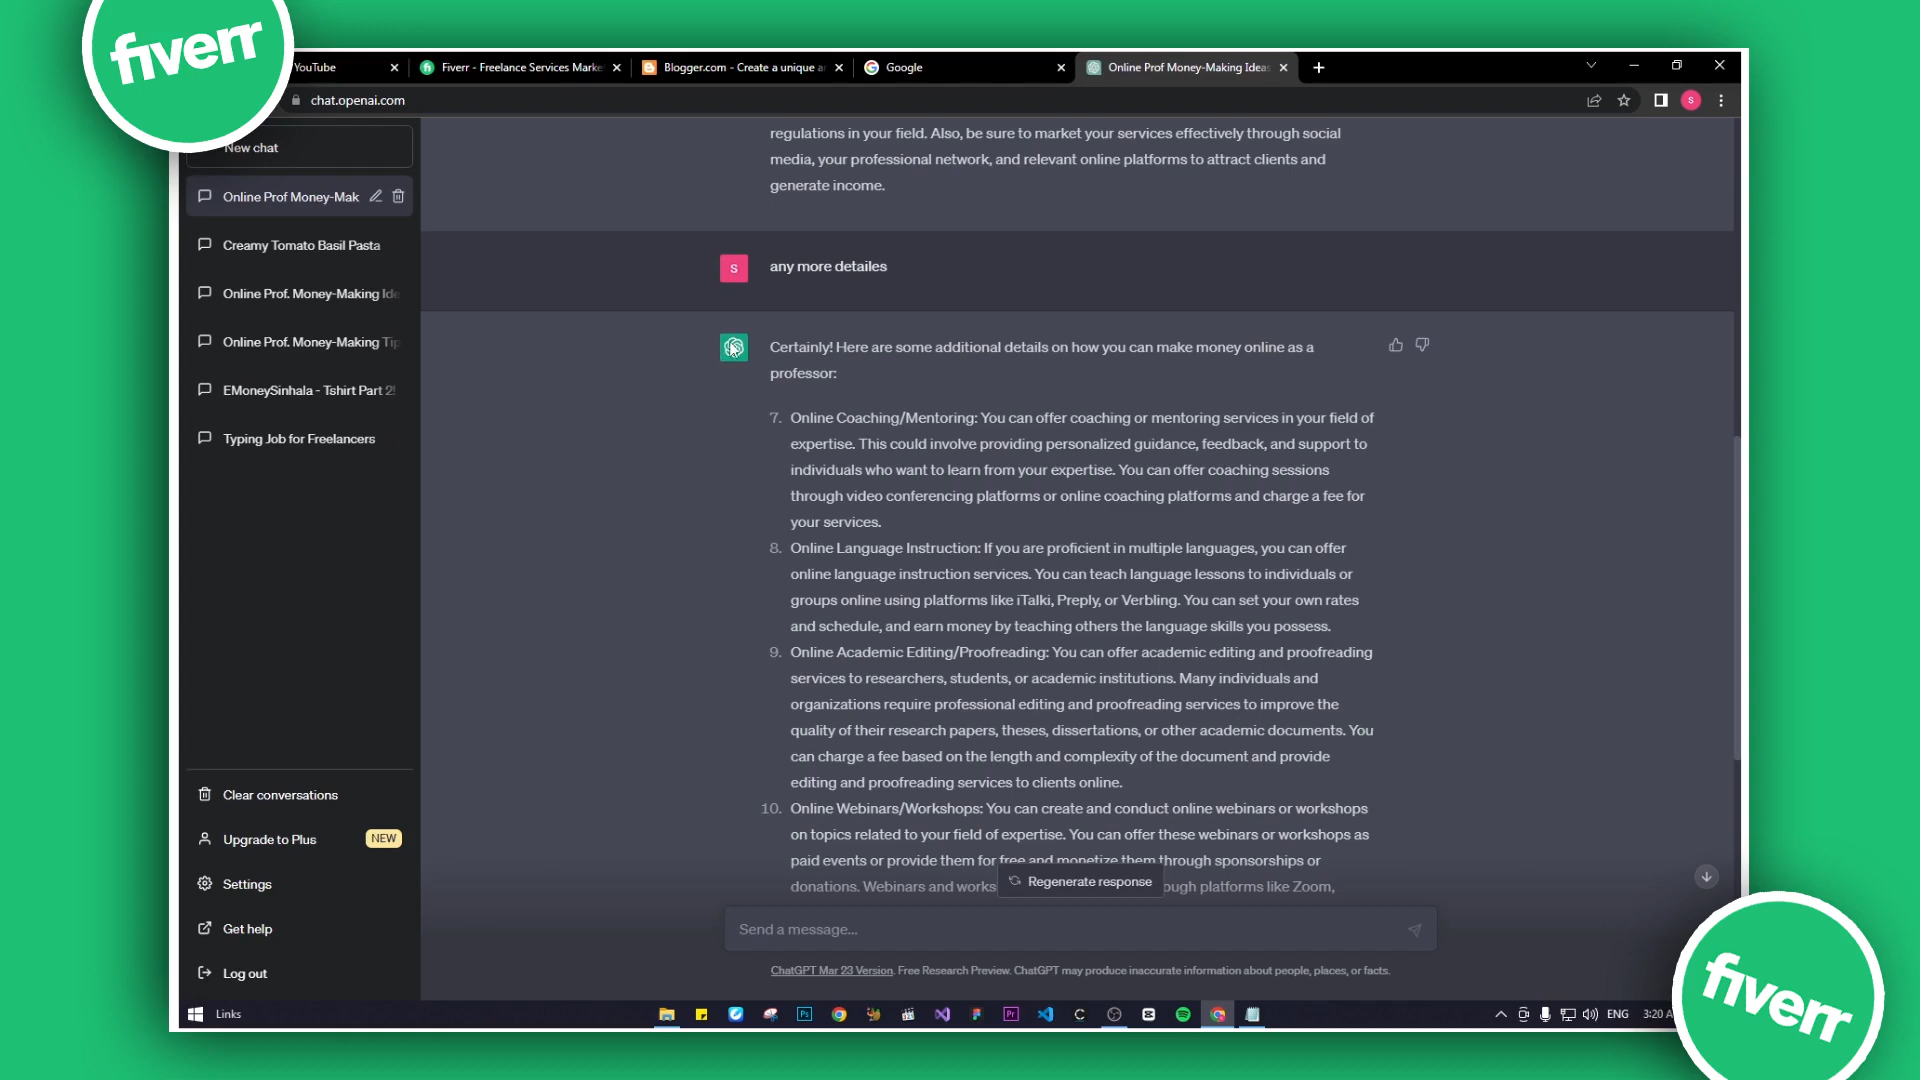 fiverr
YouTube
Fiverr - Freelance Services Marke
Blogger.com - Create a unique a
Google
Online Prof Money-Making Ideas
chat.openai.com
New chat
Online Prof Money-Mak
Creamy Tomato Basil Pasta
Online Prof. Money-Making Ide
Online Prof. Money-Making Tip
EMoneySinhala - Tshirt Part 2!
Typing Job for Freelancers
Clear conversations
Upgrade to Plus NEW
Settings
Get help
Log out
regulations in your field. Also, be sure to market your services effectively through social
media, your professional network, and relevant online platforms to attract clients and
generate income.
S any more detailes
Certainly! Here are some additional details on how you can make money online as a
professor:
7. Online Coaching/Mentoring: You can offer coaching or mentoring services in your field of
expertise. This could involve providing personalized guidance, feedback, and support to
individuals who want to learn from your expertise. You can offer coaching sessions
through video conferencing platforms or online coaching platforms and charge a fee for
your services.
8. Online Language Instruction: If you are proficient in multiple languages, you can offer
online language instruction services. You can teach language lessons to individuals or
groups online using platforms like iTalki, Preply, or Verbling. You can set your own rates
and schedule, and earn money by teaching others the language skills you possess.
9. Online Academic Editing/Proofreading: You can offer academic editing and proofreading
services to researchers, students, or academic institutions. Many individuals and
organizations require professional editing and proofreading services to improve the
quality of their research papers, theses, dissertations, or other academic documents. You
can charge a fee based on the length and complexity of the document and provide
editing and proofreading services to clients online.
10. Online Webinars/Workshops: You can create and conduct online webinars or workshops
on topics related to your field of expertise. You can offer these webinars or workshops as
paid events or provide them for free and monetize them through sponsorships or
donations. Webinars and works ough platforms like Zoom,
Regenerate response
Send a message...
ChatGPT Mar 23 Version. Free Research Preview. ChatGPT may produce inaccurate information about people, places, or facts.
Links
Ps
Pr
ENG
3:20 A
fiverr